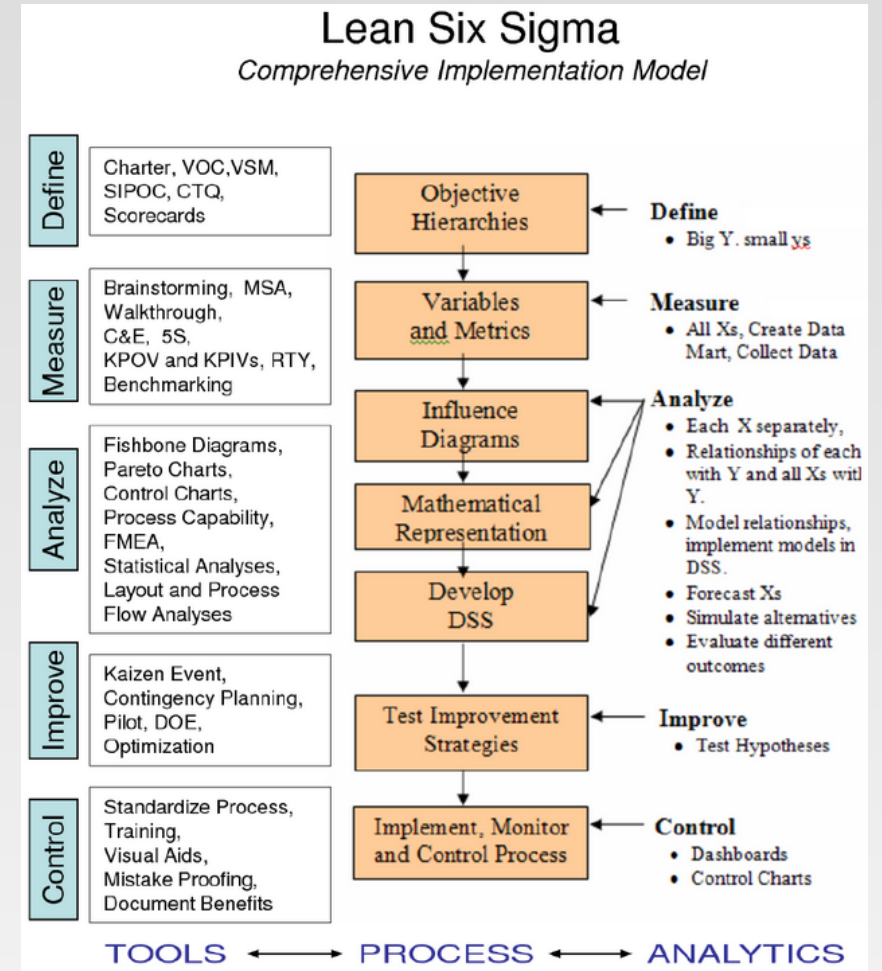 Lean Six Sigma
Comprehensive Implementation Model
Define
Charter, VOC,VSM,
SIPOC, CTQ,
Scorecards
Objective
Hierarchies
Define
• Big Y. small ys
Measure
Brainstorming, MSA,
Walkthrough,
C&E, 5S,
KPOV and KPIVs, RTY,
Benchmarking
Variables
and Metrics
Measure
• All Xs, Create Data
Mart, Collect Data
Analyze
Fishbone Diagrams,
Pareto Charts,
Control Charts,
Process Capability,
FMEA,
Statistical Analyses,
Layout and Process
Flow Analyses
Influence
Diagrams
Mathematical
Representation
Develop
DSS
Analyze
• Each X separately,
• Relationships of each
with Y and all Xs with
Y.
• Model relationships,
implement models in
DSS.
• Forecast Xs
• Simulate alternatives
• Evaluate different
outcomes
Improve
Kaizen Event,
Contingency Planning,
Pilot, DOE,
Optimization
Test Improvement
Strategies
Improve
• Test Hypotheses
Control
Standardize Process,
Training,
Visual Aids,
Mistake Proofing,
Document Benefits
Implement, Monitor
and Control Process
Control
• Dashboards
• Control Charts
TOOLS PROCESS ANALYTICS